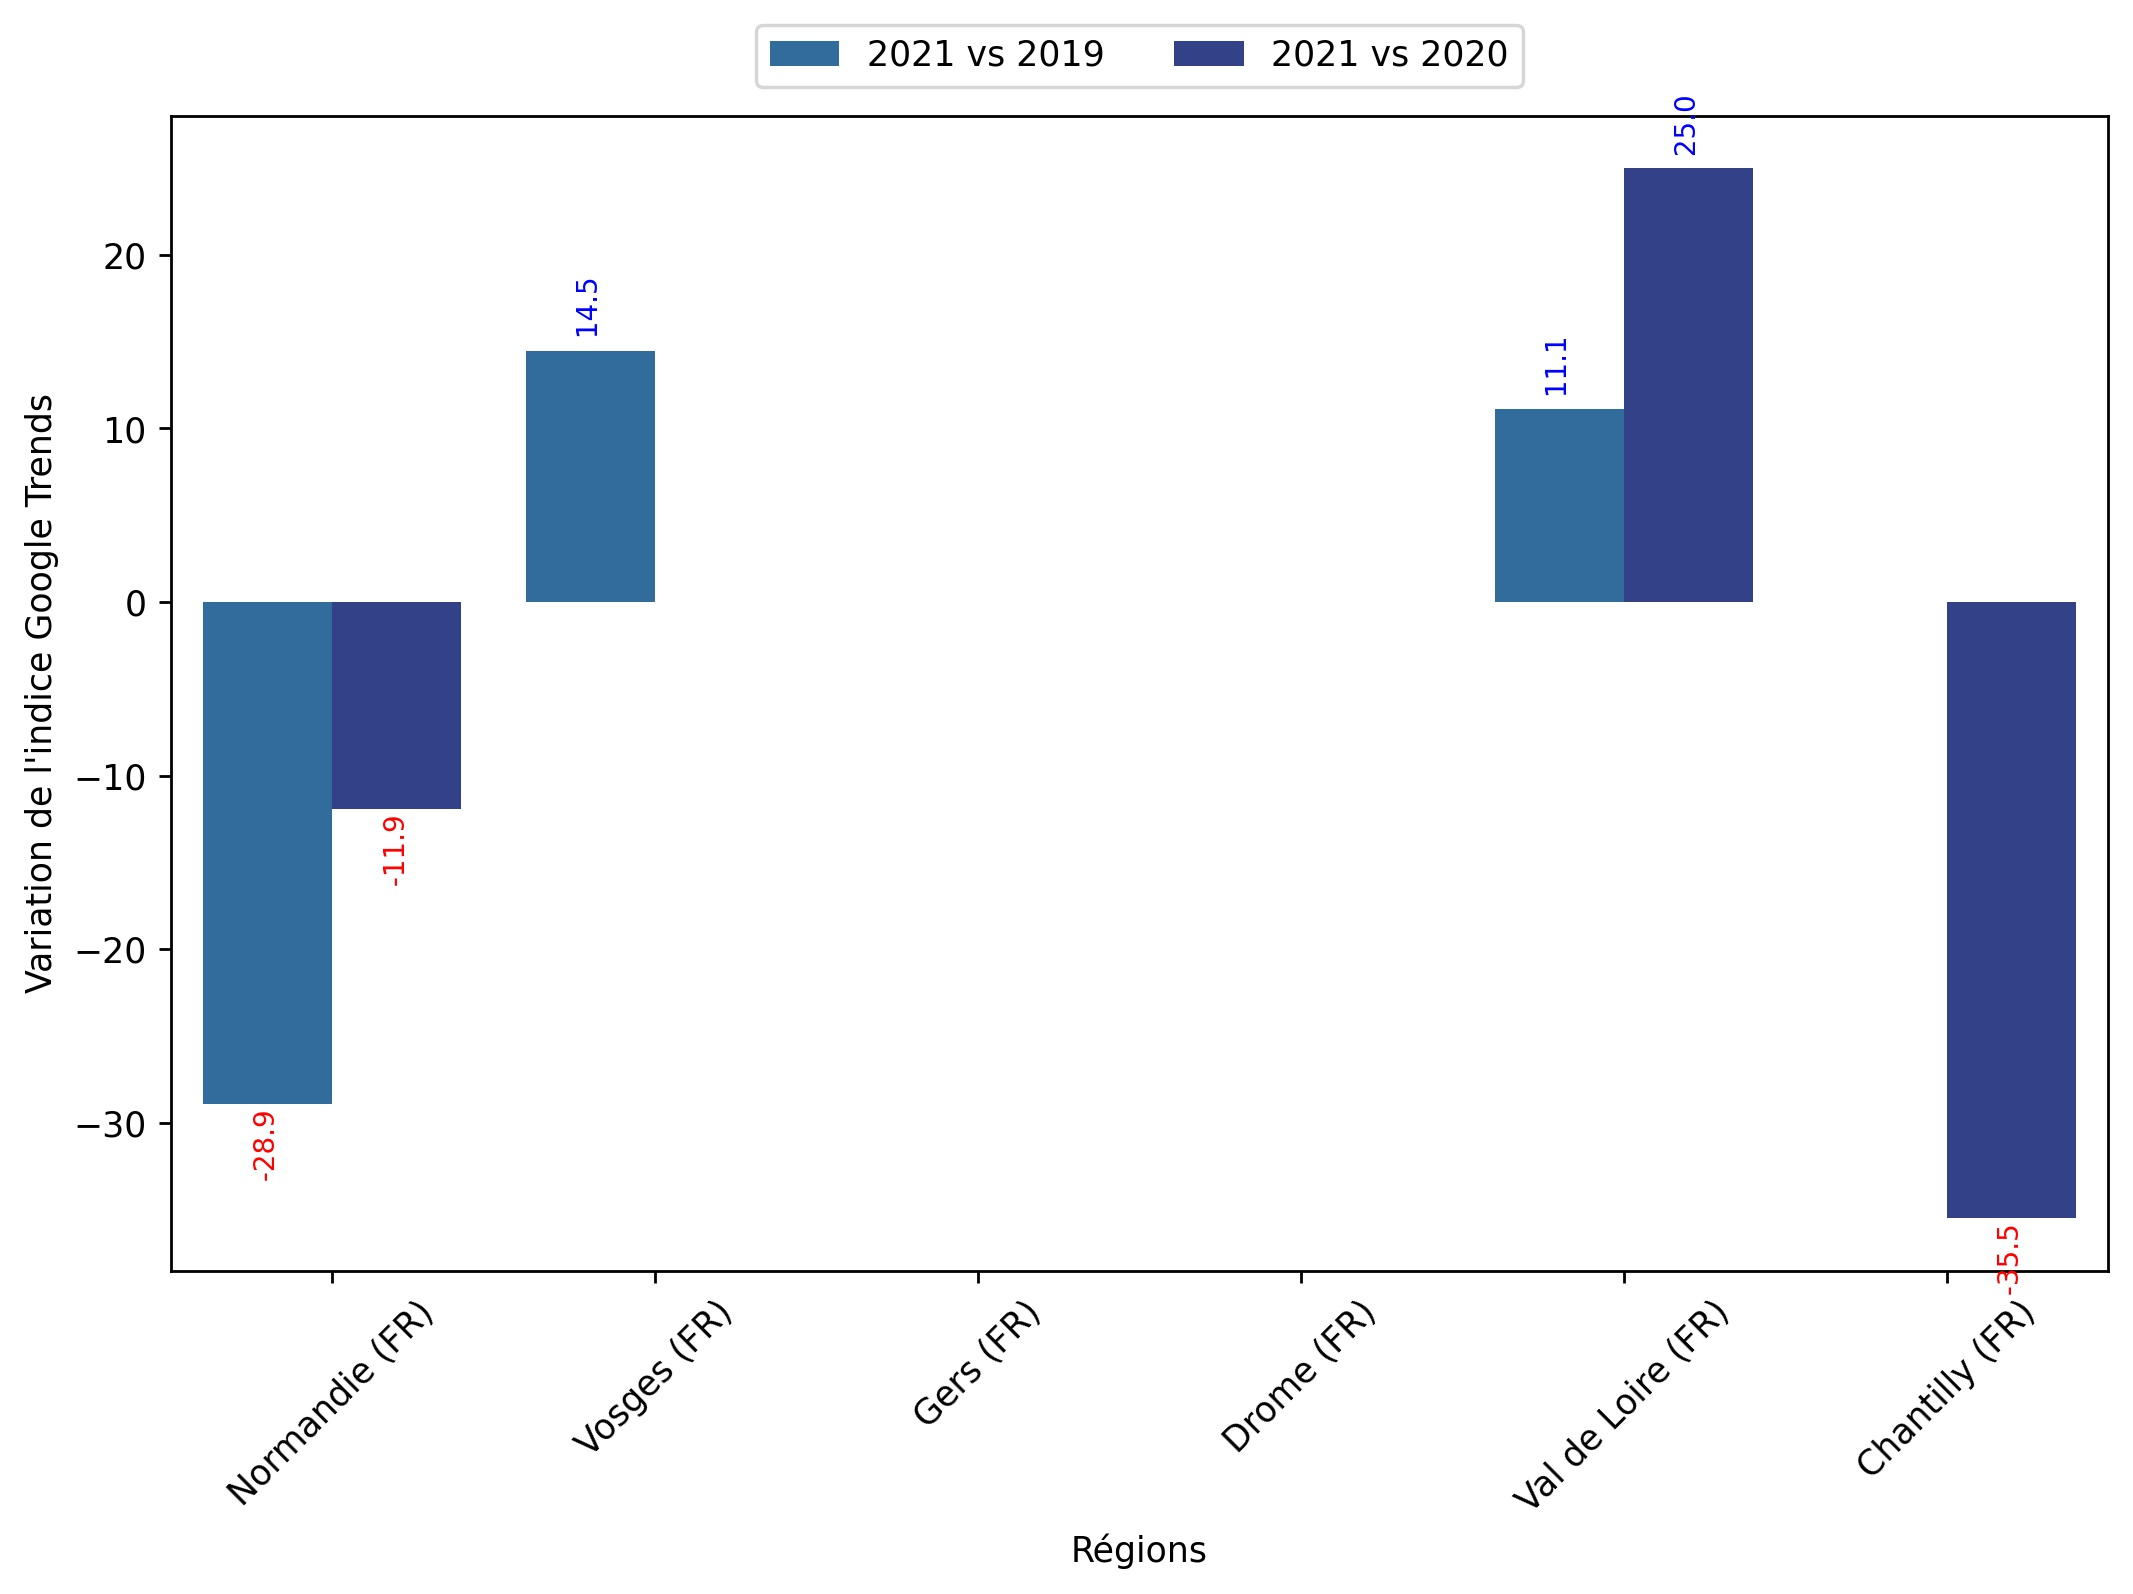 2021 vs 2019
2021 vs 2020
Variation de l'indice Google Trends
20
10
0
−10
−20
−30
-28.9
-11.9
14.5
11.1
25.0
-35.5
Normandie (FR)
Vosges (FR)
Gers (FR)
Drome (FR)
Val de Loire (FR)
Chantilly (FR)
Régions